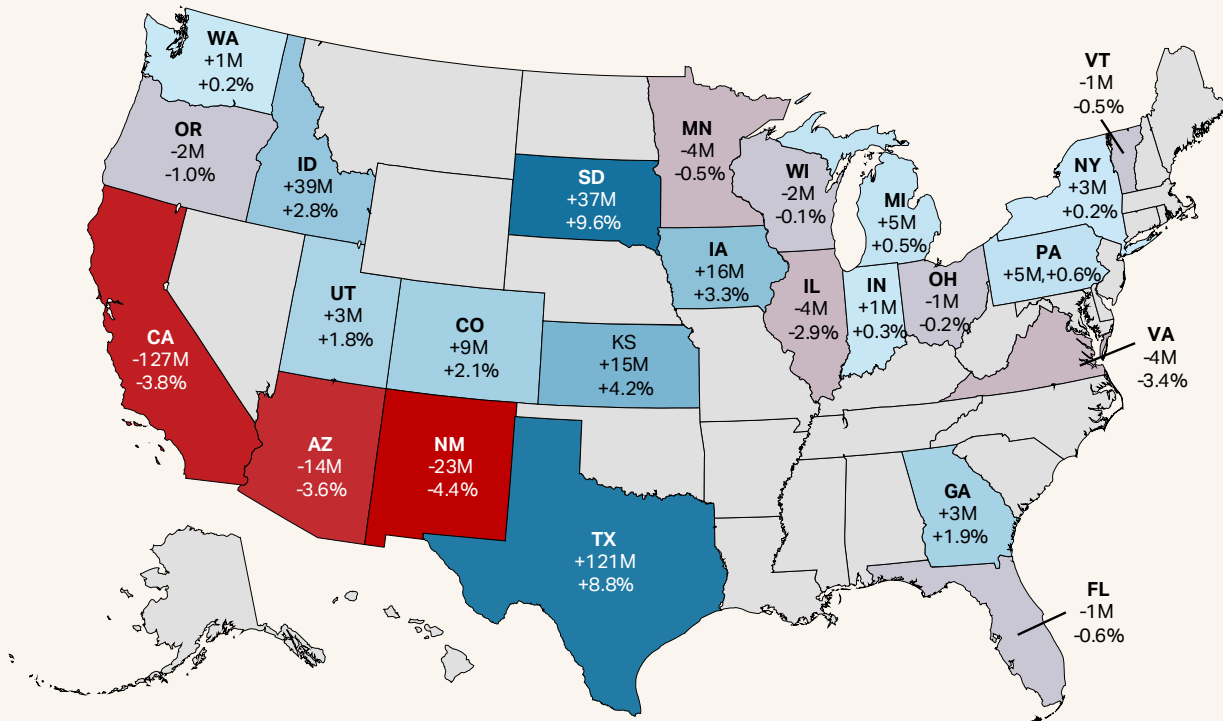 WA
+1M
+0.2%
OR
-2M
-1.0%
ID
+39M
+2.8%
CA
-127M
-3.8%
UT
+3M
+1.8%
AZ
-14M
-3.6%
CO
+9M
+2.1%
NM
-23M
-4.4%
SD
+37M
+9.6%
KS
+15M
+4.2%
TX
+121M
+8.8%
MN
-4M
-0.5%
IA
+16M
+3.3%
WI
-2M
-0.1%
IL
-4M
-2.9%
MI
+5M
+0.5%
IN
+1M
+0.3%
OH
-1M
-0.2%
VT
-1M
-0.5%
NY
+3M
+0.2%
PA
+5M,+0.6%
VA
-4M
-3.4%
GA
+3M
+1.9%
FL
-1M
-0.6%